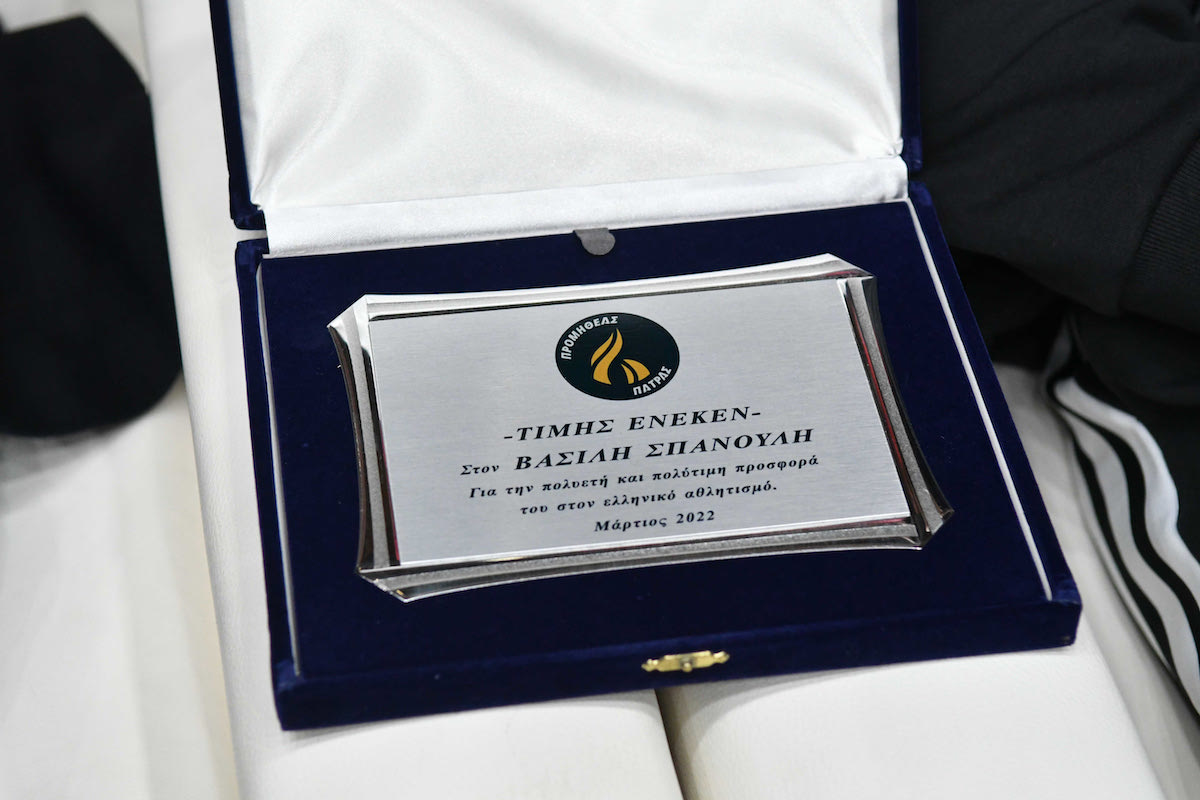 ΠΡΟΜΗΘΕΑΣ
ΠΑΤΡΑΣ
-ΤΙΜΗΣ ΕΝΕΚΕΝ-
Στον ΒΑΣΙΛΗ ΣΠΑΝΟΥΛΗ
Για την πολυετή και πολύτιμη προσφορά
του στον ελληνικό αθλητισμό.
Μάρτιος 2022